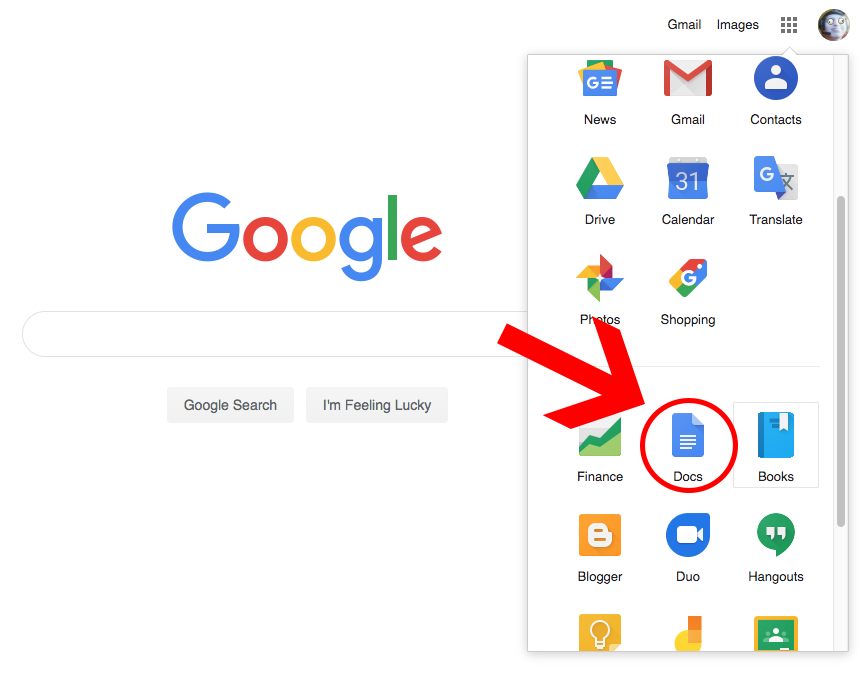 Gmail Images
News Gmail Contacts
31
Drive Calendar Translate
Google
Photos Shopping
Google Search I'm Feeling Lucky
Finance Docs Books
Blogger Duo Hangouts